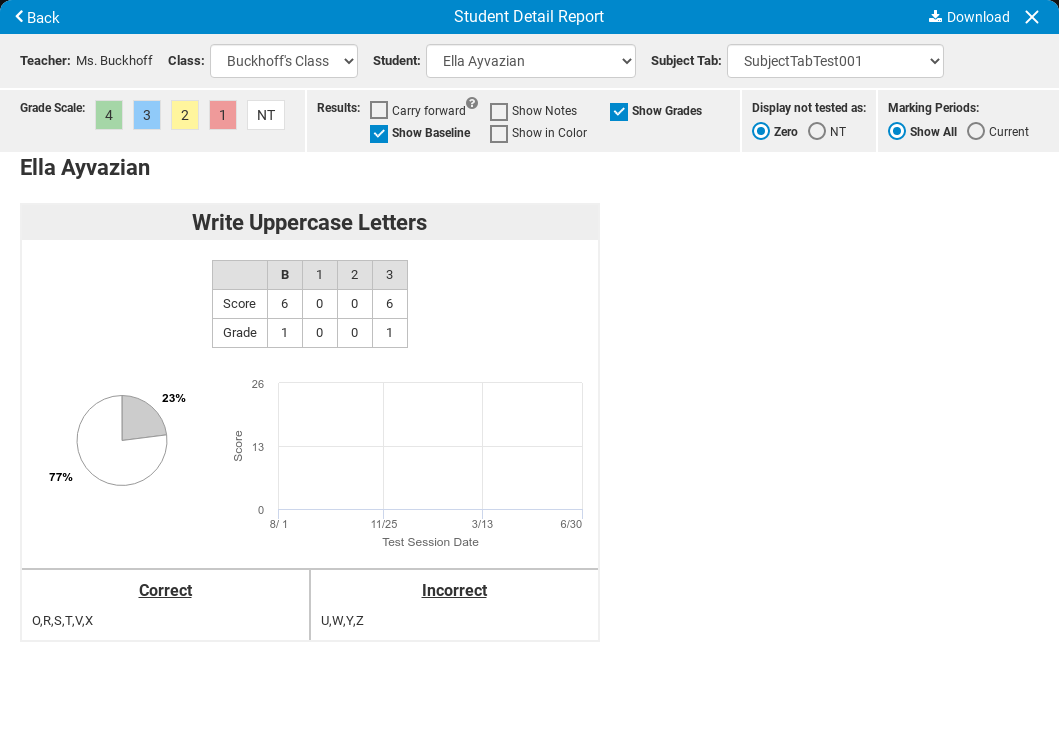 Back Student Detail Report Download
Teacher: Ms. Buckhoff Class: Buckhoff's Class Student: Ella Ayvazian Subject Tab: SubjectTabTest001
Grade Scale: 4 3 2 1 NT
Results: Carry forward ? Show Notes Show Grades
Show Baseline Show in Color
Display not tested as:
Zero NT
Marking Periods:
Show All Current
Ella Ayvazian
Write Uppercase Letters
B 1 2 3
Score 6 0 0 6
Grade 1 0 0 1
23%
77%
Score
26
13
0
8/ 1 11/25 3/13 6/30
Test Session Date
Correct
O,R,S,T,V,X
Incorrect
U,W,Y,Z